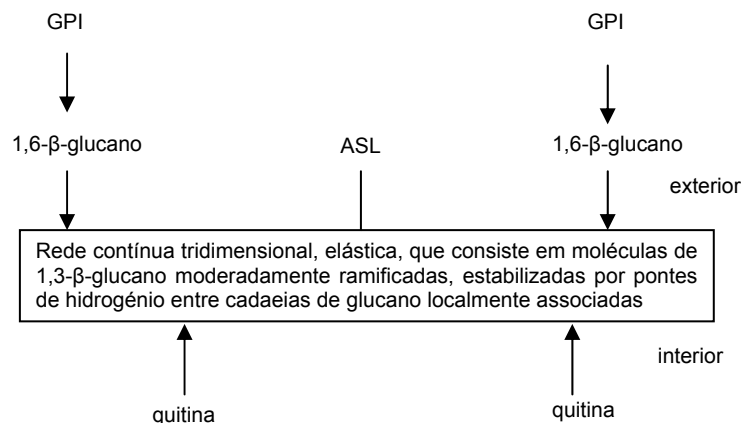 GPI GPI
1,6-β-glucano ASL 1,6-β-glucano
exterior
Rede contínua tridimensional, elástica, que consiste em moléculas de
1,3-β-glucano moderadamente ramificadas, estabilizadas por pontes
de hidrogénio entre cadaeias de glucano localmente associadas
interior
quitina quitina